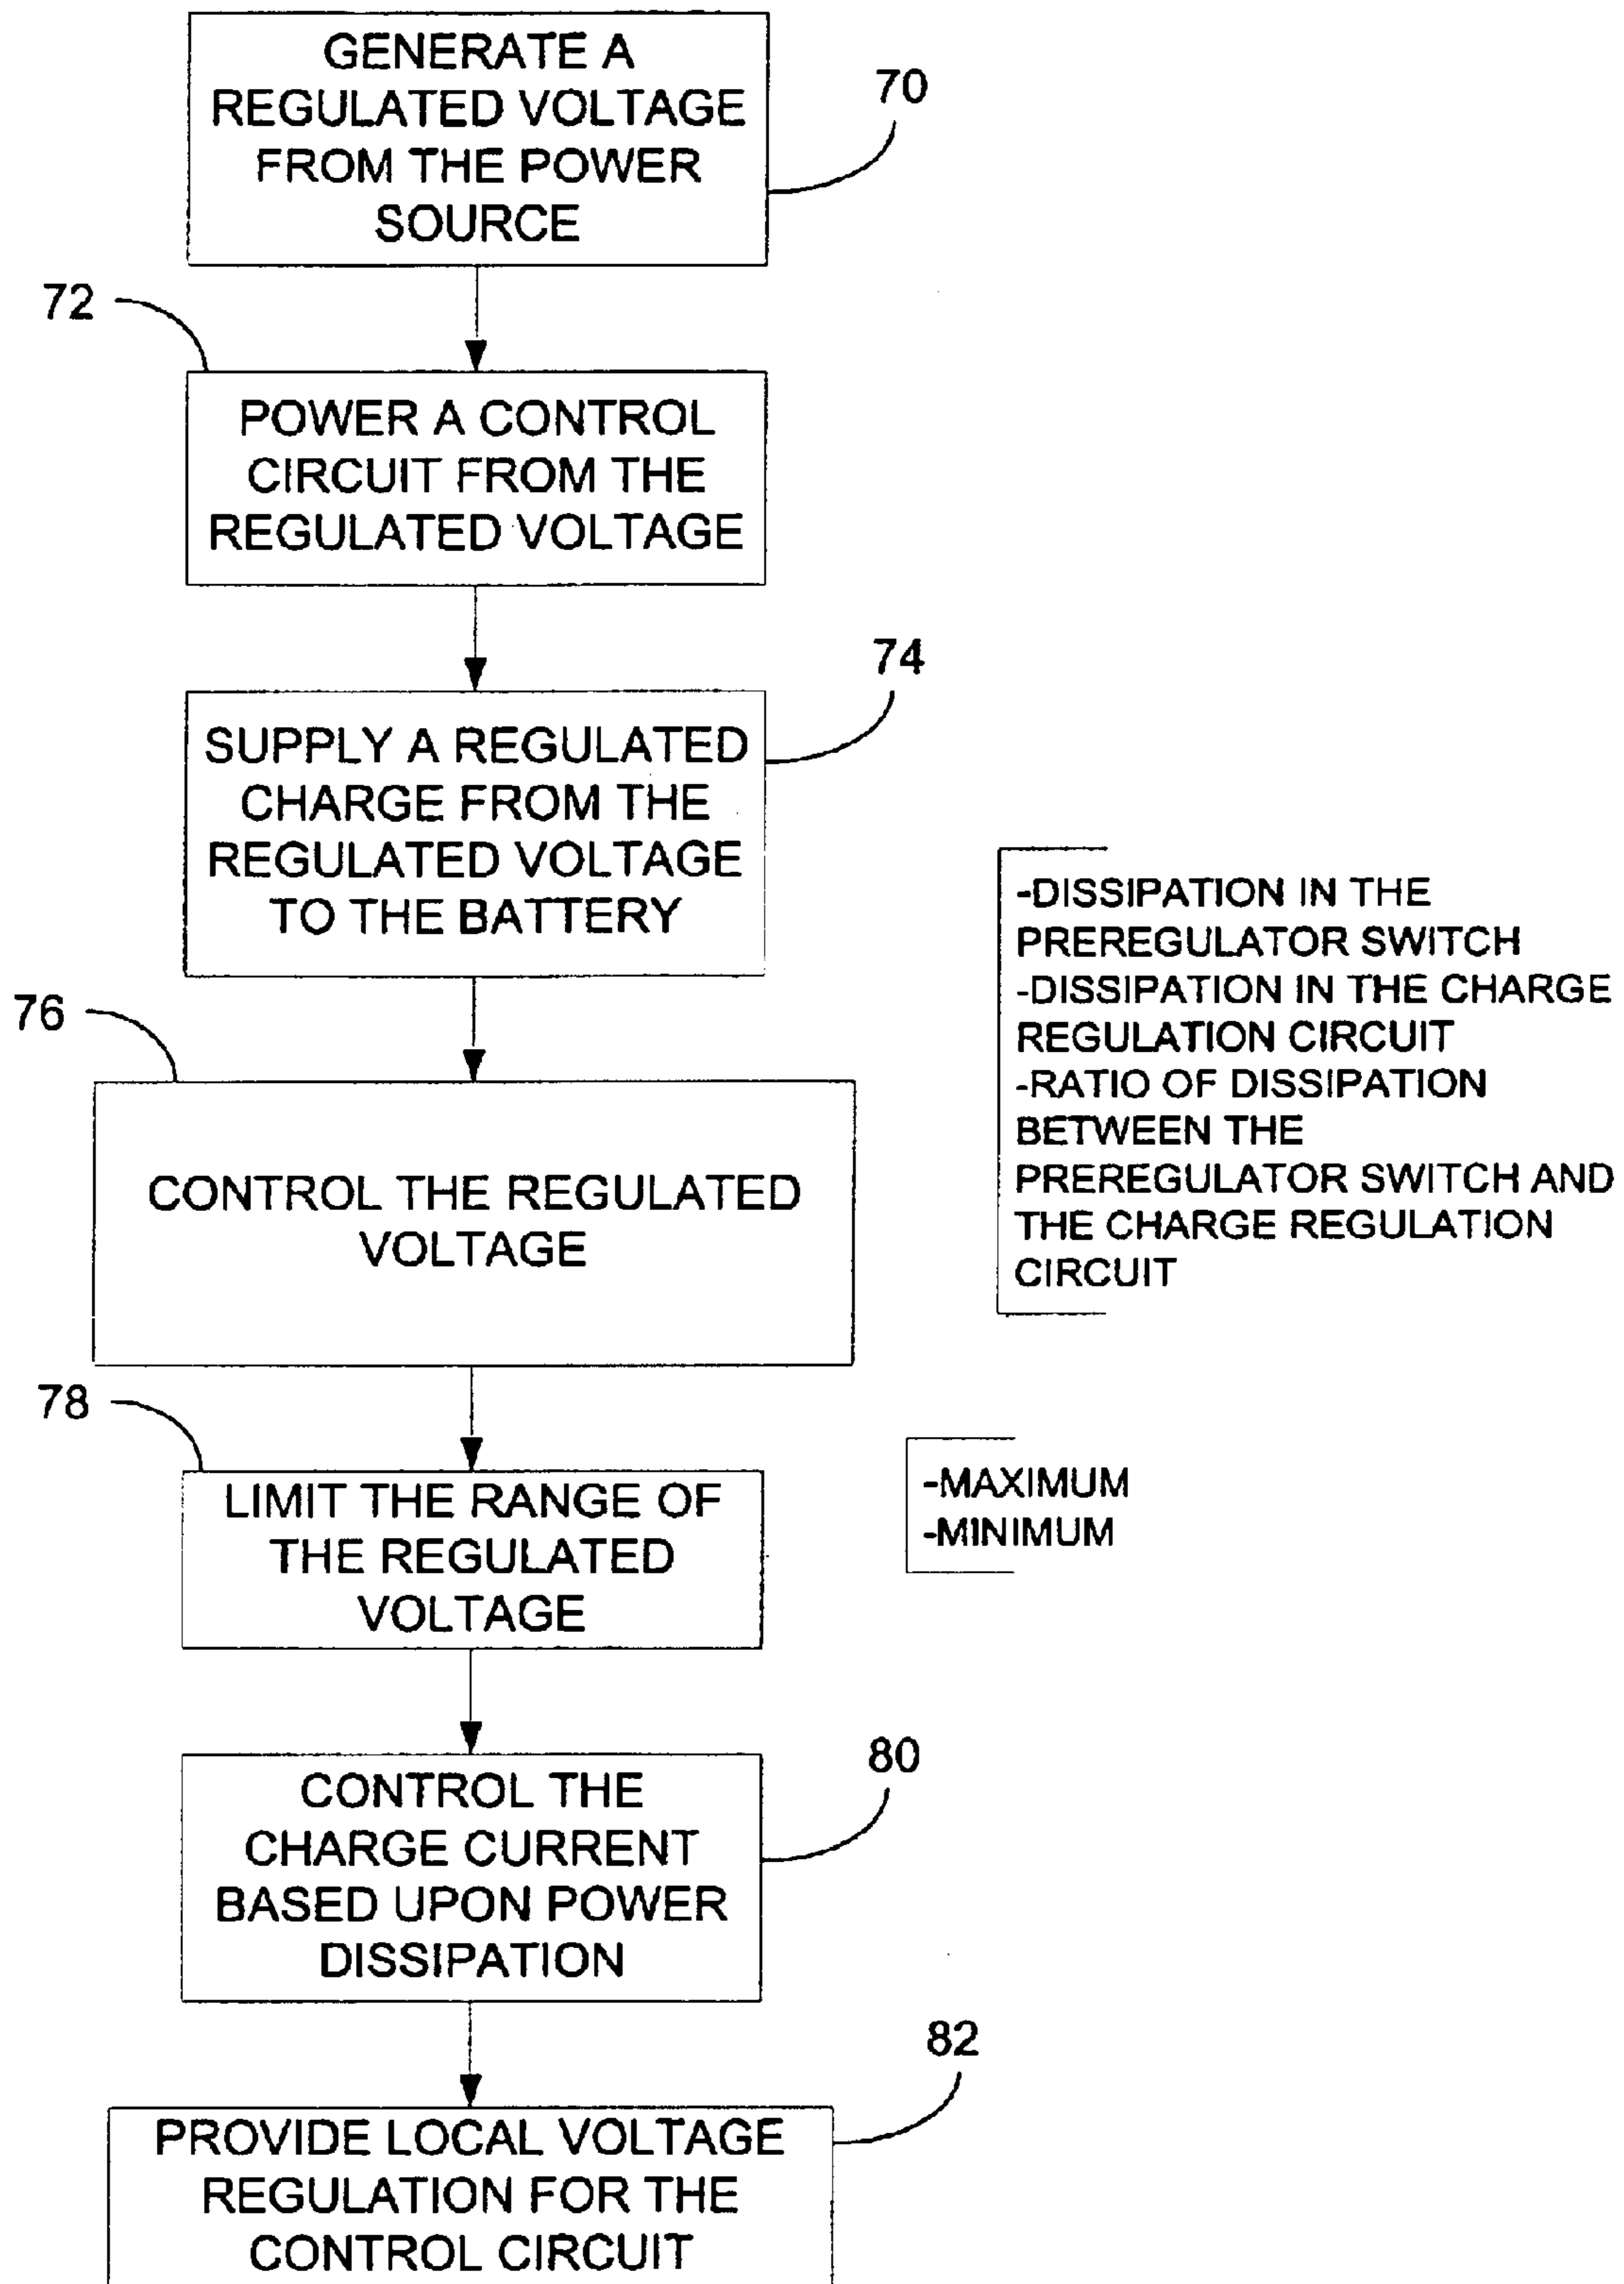 GENERATE A
REGULATED VOLTAGE
FROM THE POWER
SOURCE
70
72
POWER A CONTROL
CIRCUIT FROM THE
REGULATED VOLTAGE
74
SUPPLY A REGULATED
CHARGE FROM THE
REGULATED VOLTAGE
TO THE BATTERY
76
CONTROL THE REGULATED
VOLTAGE
-DISSIPATION IN THE
PREREGULATOR SWITCH
-DISSIPATION IN THE CHARGE
REGULATION CIRCUIT
-RATIO OF DISSIPATION
BETWEEN THE
PREREGULATOR SWITCH AND
THE CHARGE REGULATION
CIRCUIT
78
LIMIT THE RANGE OF
THE REGULATED
VOLTAGE
-MAXIMUM
-MINIMUM
80
CONTROL THE
CHARGE CURRENT
BASED UPON POWER
DISSIPATION
82
PROVIDE LOCAL VOLTAGE
REGULATION FOR THE
CONTROL CIRCUIT